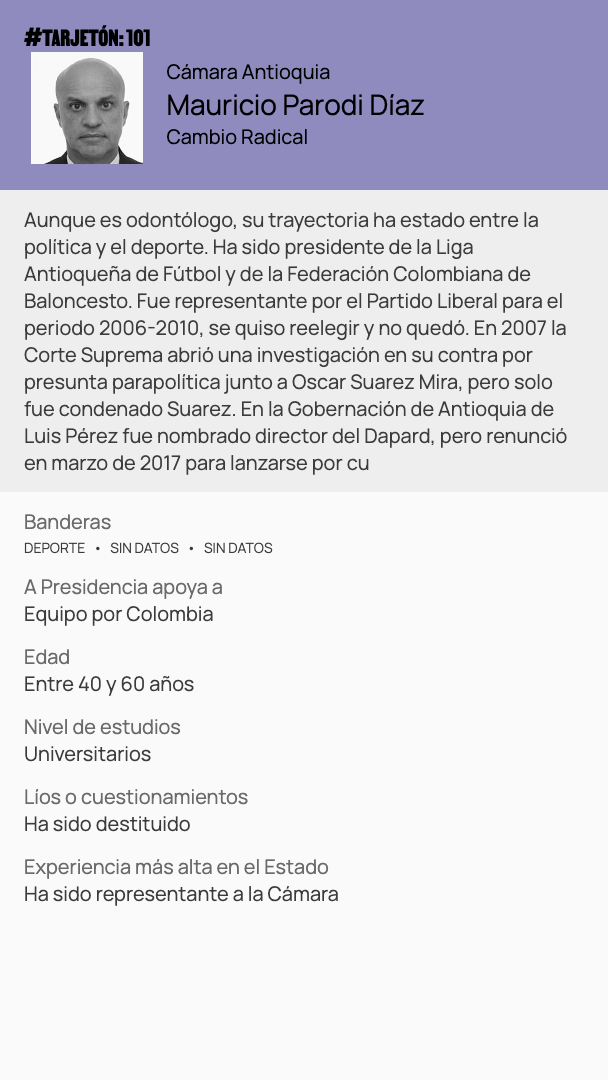 #TARJETÓN: 101
Cámara Antioquia
Mauricio Parodi Díaz
Cambio Radical
Aunque es odontólogo, su trayectoria ha estado entre la
política y el deporte. Ha sido presidente de la Liga
Antioqueña de Fútbol y de la Federación Colombiana de
Baloncesto. Fue representante por el Partido Liberal para el
periodo 2006-2010, se quiso reelegir y no quedó. En 2007 la
Corte Suprema abrió una investigación en su contra por
presunta parapolítica junto a Oscar Suarez Mira, pero solo
fue condenado Suarez. En la Gobernación de Antioquia de
Luis Pérez fue nombrado director del Dapard, pero renunció
en marzo de 2017 para lanzarse por cu
Banderas
DEPORTE • SIN DATOS • SIN DATOS
A Presidencia apoya a
Equipo por Colombia
Edad
Entre 40 y 60 años
Nivel de estudios
Universitarios
Líos o cuestionamientos
Ha sido destituido
Experiencia más alta en el Estado
Ha sido representante a la Cámara